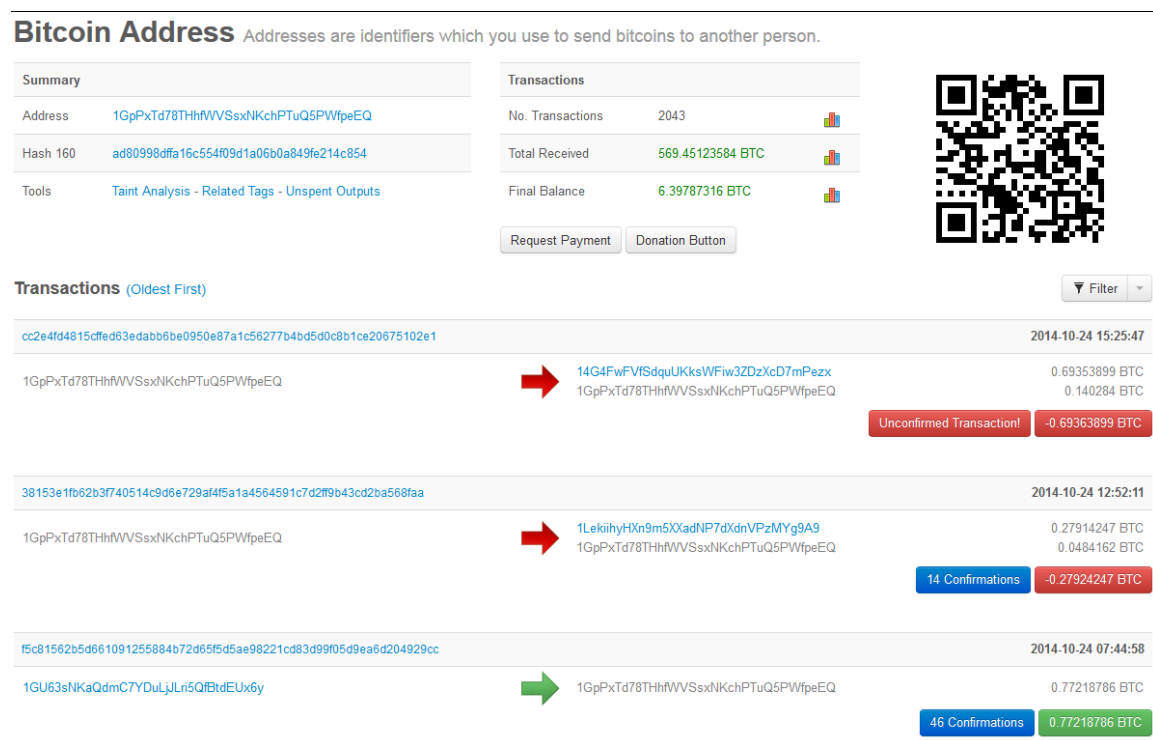 Bitcoin Address Addresses are identifiers which you use to send bitcoins to another person.
Summary
Address 1GpPxTd78THhfWVSsxNKchPTuQ5PWfpeEQ
Hash 160 ad80998dffa16c554f09d1a06b0a849fe214c854
Tools Taint Analysis - Related Tags - Unspent Outputs
Transactions
No. Transactions 2043
Total Received 569.45123584 BTC
Final Balance 6.39787316 BTC
Request Payment Donation Button
Transactions (Oldest First)
Filter
cc2e4fd4815cffed63edabb6be0950e87a1c56277b4bd5d0c8b1ce20675102e1 2014-10-24 15:25:47
1GpPxTd78THhfWVSsxNKchPTuQ5PWfpeEQ
14G4FwFVfSdquUKksWFiw3ZDzXcD7mPezx 0.69353899 BTC
1GpPxTd78THhfWVSsxNKchPTuQ5PWfpeEQ 0.140284 BTC
Unconfirmed Transaction! -0.69363899 BTC
38153e1fb62b3f740514c9d6e729af4f5a1a4564591c7d2ff9b43cd2ba568faa 2014-10-24 12:52:11
1GpPxTd78THhfWVSsxNKchPTuQ5PWfpeEQ
1LekiihyHXn9m5XXadNP7dXdnVPzMYg9A9 0.27914247 BTC
1GpPxTd78THhfWVSsxNKchPTuQ5PWfpeEQ 0.0484162 BTC
14 Confirmations -0.27924247 BTC
f5c81562b5d661091255884b72d65f5d5ae98221cd83d99f05d9ea6d204929cc 2014-10-24 07:44:58
1GU63sNKaQdmC7YDuLjJLri5QfBtdEUx6y
1GpPxTd78THhfWVSsxNKchPTuQ5PWfpeEQ 0.77218786 BTC
46 Confirmations 0.77218786 BTC